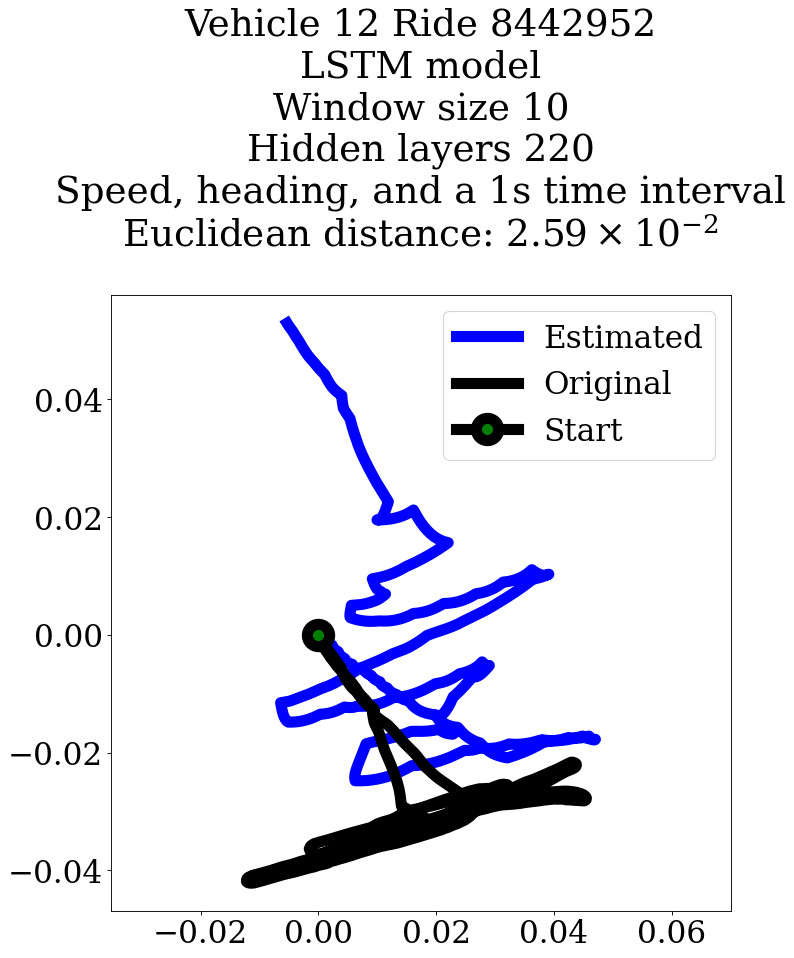 Vehicle 12 Ride 8442952
LSTM model
Window size 10
Hidden layers 220
Speed, heading, and a 1s time interval
Euclidean distance: 2.59 × 10⁻²
Estimated
Original
Start
0.04
0.02
0.00
−0.02
−0.04
−0.02
0.00
0.02
0.04
0.06